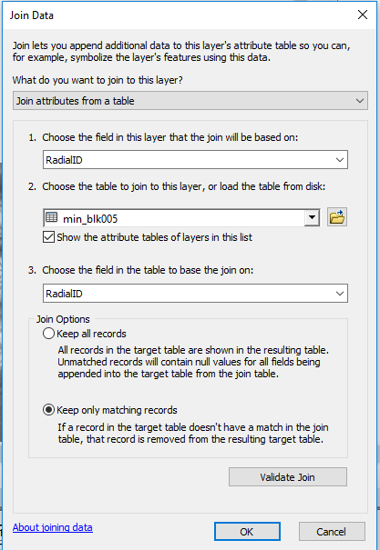 Join Data
Join lets you append additional data to this layer's attribute table so you can,
for example, symbolize the layer's features using this data.
What do you want to join to this layer?
Join attributes from a table
1. Choose the field in this layer that the join will be based on:
RadialID
2. Choose the table to join to this layer, or load the table from disk:
min_blk005
Show the attribute tables of layers in this list
3. Choose the field in the table to base the join on:
RadialID
Join Options
Keep all records
All records in the target table are shown in the resulting table.
Unmatched records will contain null values for all fields being
appended into the target table from the join table.
Keep only matching records
If a record in the target table doesn't have a match in the join
table, that record is removed from the resulting target table.
Validate Join
About joining data
OK
Cancel